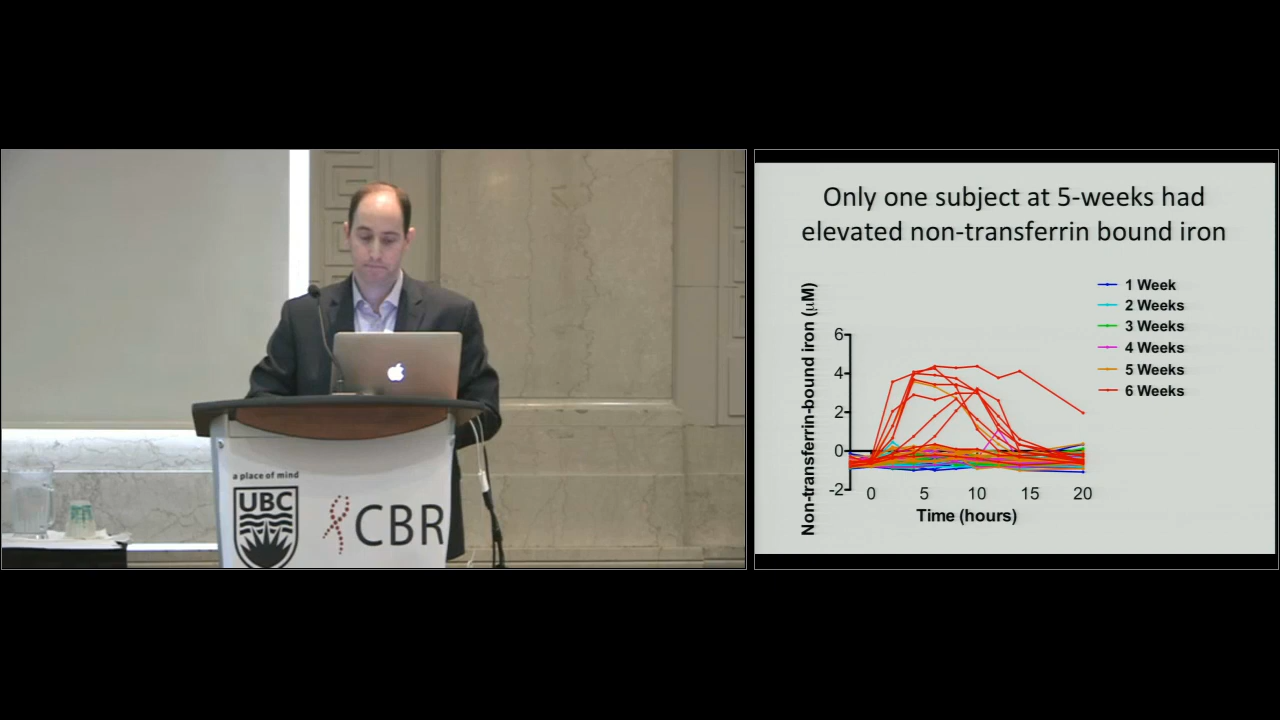 a place of mind
UBC
CBR
Only one subject at 5-weeks had
elevated non-transferrin bound iron
Non-transferrin-bound iron (µM)
6
4
2
0
-2
0 5 10 15 20
Time (hours)
1 Week
2 Weeks
3 Weeks
4 Weeks
5 Weeks
6 Weeks